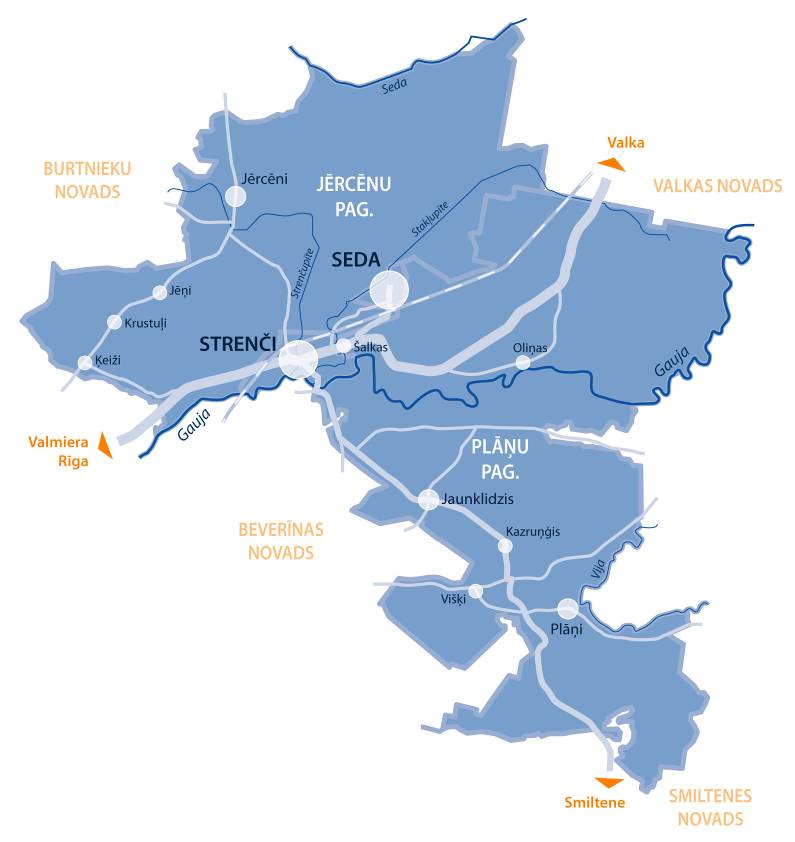 Seda
Valka
BURTNIEKU
NOVADS
Jērcēni
JĒRCĒNU
PAG.
VALKAS NOVADS
Stakļupīte
SEDA
Strenčupīte
Jēņi
Krustuļi
STRENČI
Šalkas
Oliņas
Ķeiži
Gauja
Gauja
Valmiera
Rīga
PLĀŅU
PAG.
Jaunklidzis
BEVERĪNAS
NOVADS
Kazruņģis
Vija
Višķi
Plāņi
Smiltene
SMILTENES
NOVADS